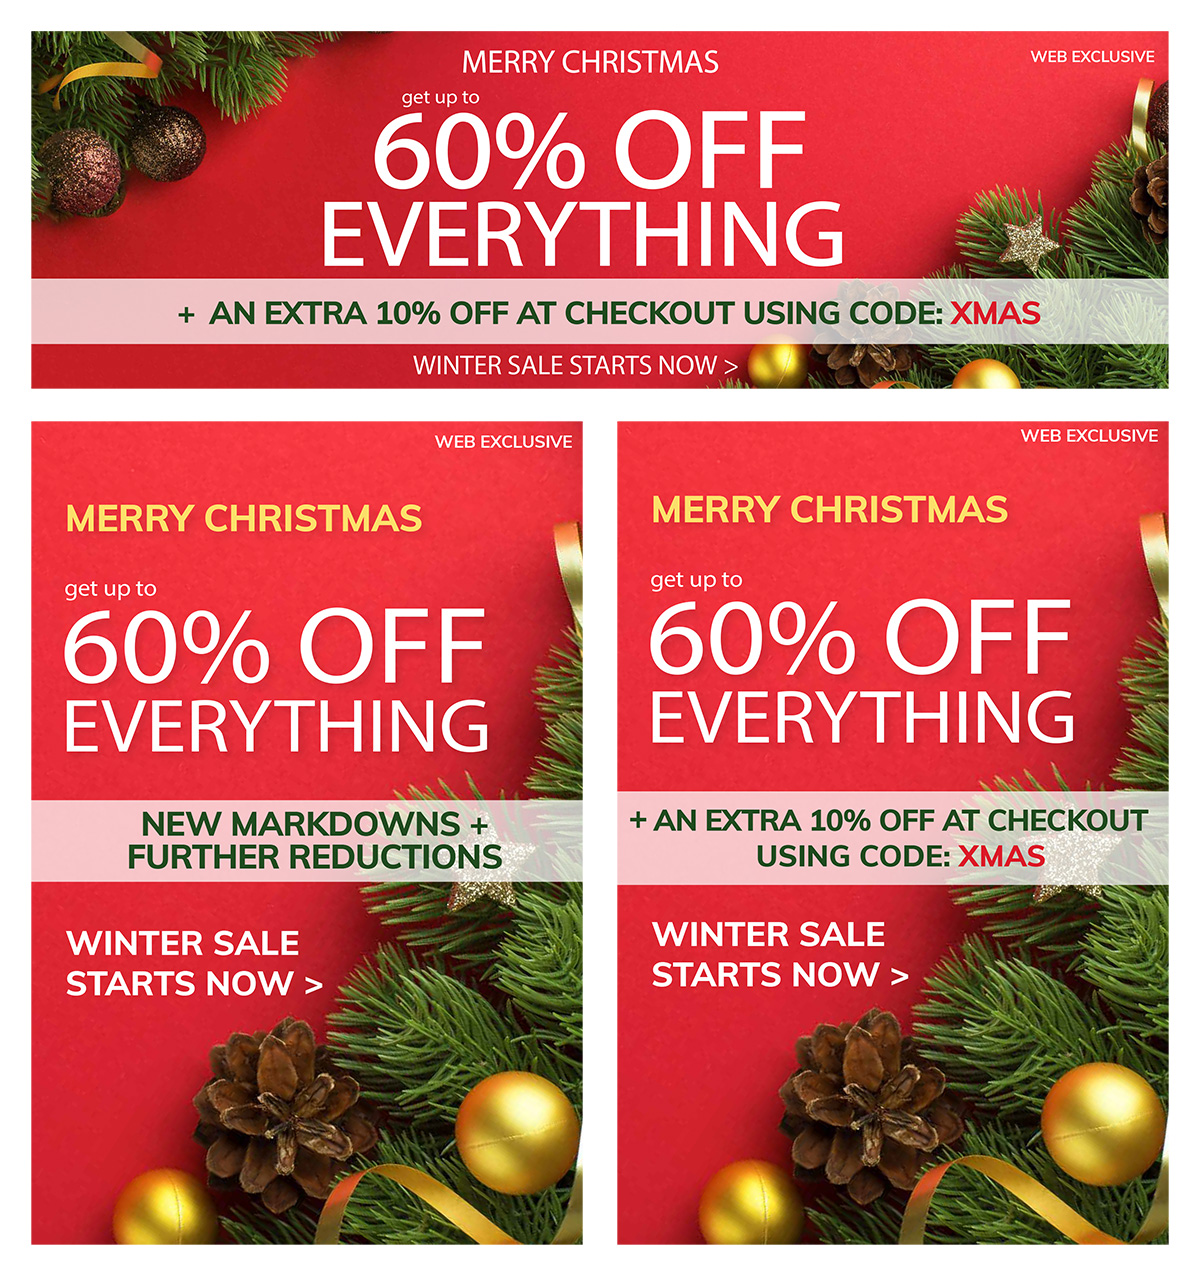 MERRY CHRISTMAS
WEB EXCLUSIVE
get up to
60% OFF
EVERYTHING
+ AN EXTRA 10% OFF AT CHECKOUT USING CODE: XMAS
WINTER SALE STARTS NOW >
WEB EXCLUSIVE
MERRY CHRISTMAS
get up to
60% OFF
EVERYTHING
NEW MARKDOWNS +
FURTHER REDUCTIONS
WINTER SALE
STARTS NOW >
WEB EXCLUSIVE
MERRY CHRISTMAS
get up to
60% OFF
EVERYTHING
+ AN EXTRA 10% OFF AT CHECKOUT
USING CODE: XMAS
WINTER SALE
STARTS NOW >